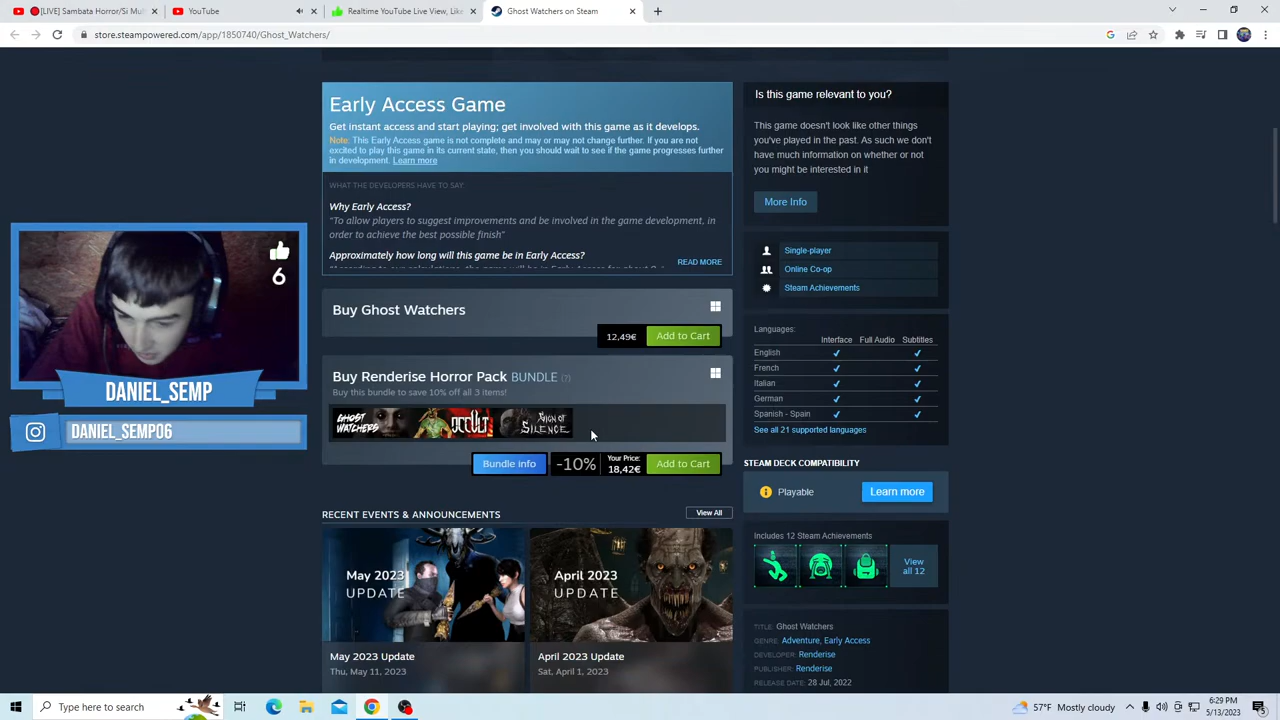 [LIVE] Sambata Horror/Si Mul
YouTube
Realtime YouTube Live View, Like
Ghost Watchers on Steam
store.steampowered.com/app/1850740/Ghost_Watchers/
Early Access Game
Get instant access and start playing; get involved with this game as it develops.
Note: This Early Access game is not complete and may or may not change further. If you are not
excited to play this game in its current state, then you should wait to see if the game progresses further
in development. Learn more
WHAT THE DEVELOPERS HAVE TO SAY:
Why Early Access?
"To allow players to suggest improvements and be involved in the game development, in
order to achieve the best possible finish"
Approximately how long will this game be in Early Access?
READ MORE
Is this game relevant to you?
This game doesn't look like other things
you've played in the past. As such we don't
have much information on whether or not
you might be interested in it
More Info
Single-player
Online Co-op
Steam Achievements
6
DANIEL_SEMP
DANIEL_SEMP06
Buy Ghost Watchers
12,49€
Add to Cart
Buy Renderise Horror Pack BUNDLE (?)
Buy this bundle to save 10% off all 3 items!
GHOST
WATCHERS
OCCULT
SIGN OF
SILENCE
Bundle info
-10%
Your Price:
18,42€
Add to Cart
Languages:
Interface Full Audio Subtitles
English ✔ ✔
French ✔ ✔
Italian ✔ ✔
German ✔ ✔
Spanish - Spain ✔ ✔
See all 21 supported languages
STEAM DECK COMPATIBILITY
Playable
Learn more
RECENT EVENTS & ANNOUNCEMENTS
View All
May 2023
UPDATE
May 2023 Update
Thu, May 11, 2023
April 2023
UPDATE
April 2023 Update
Sat, April 1, 2023
Includes 12 Steam Achievements
View
all 12
TITLE: Ghost Watchers
GENRE: Adventure, Early Access
DEVELOPER: Renderise
PUBLISHER: Renderise
RELEASE DATE: 28 Jul, 2022
Type here to search
57°F Mostly cloudy
6:29 PM
5/13/2023